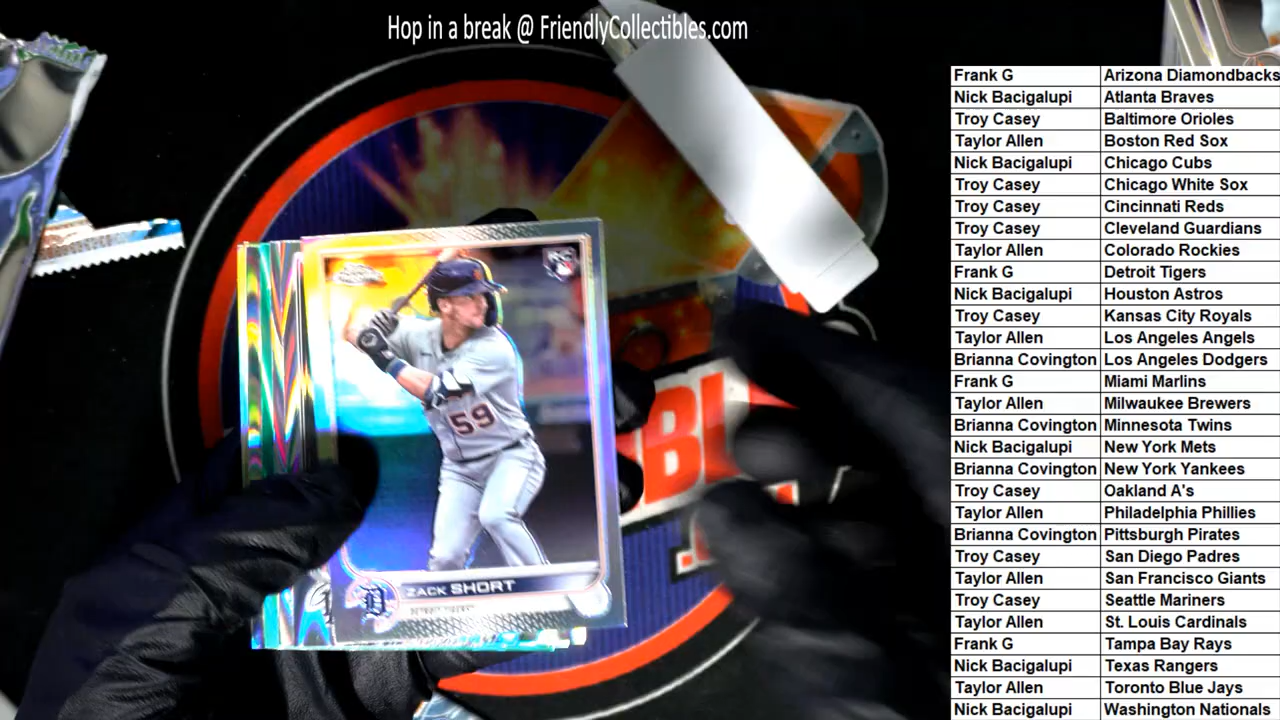 Hop in a break @ FriendlyCollectibles.com
Frank G Arizona Diamondbacks
Nick Bacigalupi Atlanta Braves
Troy Casey Baltimore Orioles
Taylor Allen Boston Red Sox
Nick Bacigalupi Chicago Cubs
Troy Casey Chicago White Sox
Troy Casey Cincinnati Reds
Troy Casey Cleveland Guardians
Taylor Allen Colorado Rockies
Frank G Detroit Tigers
Nick Bacigalupi Houston Astros
Troy Casey Kansas City Royals
Taylor Allen Los Angeles Angels
Brianna Covington Los Angeles Dodgers
Frank G Miami Marlins
Taylor Allen Milwaukee Brewers
Brianna Covington Minnesota Twins
Nick Bacigalupi New York Mets
Brianna Covington New York Yankees
Troy Casey Oakland A's
Taylor Allen Philadelphia Phillies
Brianna Covington Pittsburgh Pirates
Troy Casey San Diego Padres
Taylor Allen San Francisco Giants
Troy Casey Seattle Mariners
Taylor Allen St. Louis Cardinals
Frank G Tampa Bay Rays
Nick Bacigalupi Texas Rangers
Taylor Allen Toronto Blue Jays
Nick Bacigalupi Washington Nationals
RC
59
ZACK SHORT
D
DETROIT TIGERS
BL